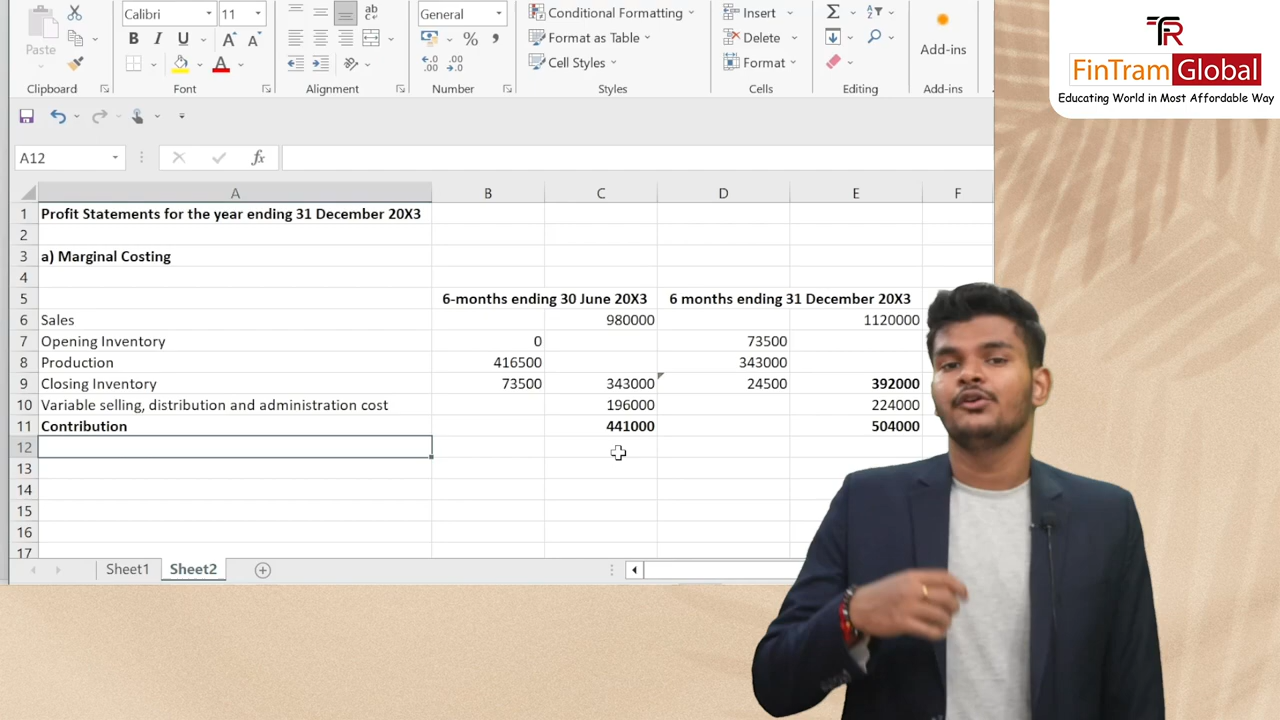 Calibri 11 ab General Conditional Formatting Insert Σ
Paste B I U A A % , Format as Table Delete Add-ins
Cell Styles Format
Clipboard Font Alignment Number Styles Cells Editing Add-ins
TR
FinTram Global
Educating World in Most Affordable Way
A12 fx
A B C D E F
1 Profit Statements for the year ending 31 December 20X3
2
3 a) Marginal Costing
4
5 6-months ending 30 June 20X3 6 months ending 31 December 20X3
6 Sales 980000 1120000
7 Opening Inventory 0 73500
8 Production 416500 343000
9 Closing Inventory 73500 343000 24500 392000
10 Variable selling, distribution and administration cost 196000 224000
11 Contribution 441000 504000
12
13
14
15
16
17
Sheet1 Sheet2